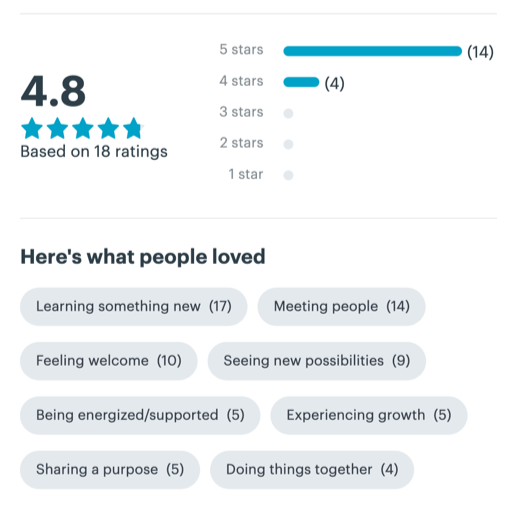 5 stars (14)
4 stars (4)
3 stars
2 stars
1 star
4.8
Based on 18 ratings
Here's what people loved
Learning something new (17) Meeting people (14)
Feeling welcome (10) Seeing new possibilities (9)
Being energized/supported (5) Experiencing growth (5)
Sharing a purpose (5) Doing things together (4)